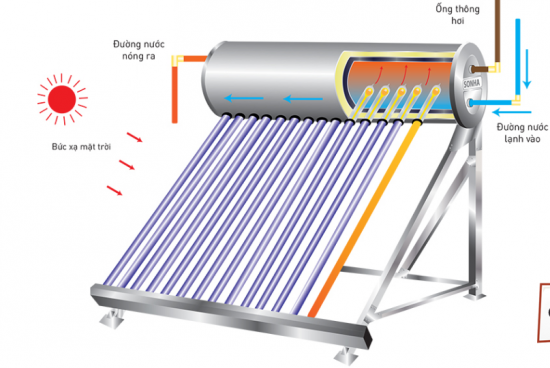 Ống thông
hơi
Đường nước
nóng ra
SONHA
Đường nước
lạnh vào
Bức xạ mặt trời